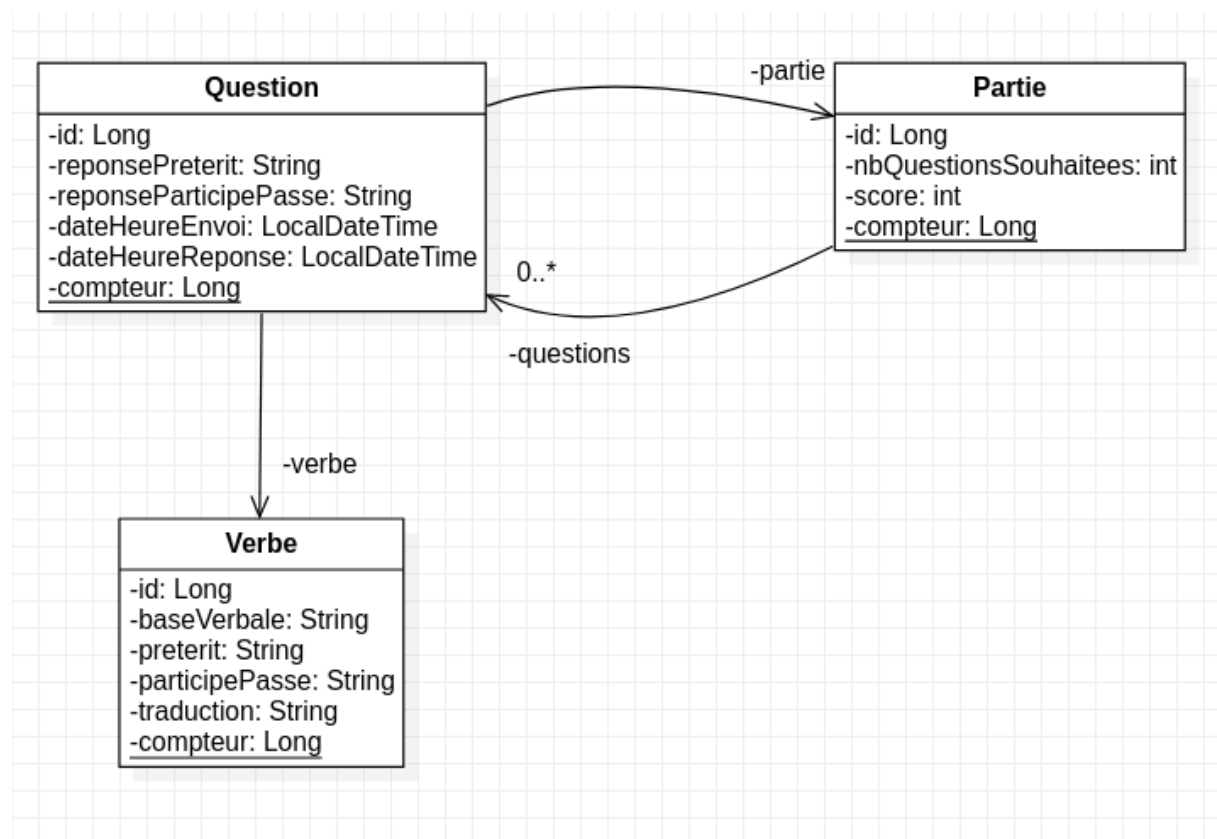 Question
-id: Long
-reponsePreterit: String
-reponseParticipePasse: String
-dateHeureEnvoi: LocalDateTime
-dateHeureReponse: LocalDateTime
-compteur: Long
-partie
Partie
-id: Long
-nbQuestionsSouhaitees: int
-score: int
-compteur: Long
0..*
-questions
-verbe
Verbe
-id: Long
-baseVerbale: String
-preterit: String
-participePasse: String
-traduction: String
-compteur: Long